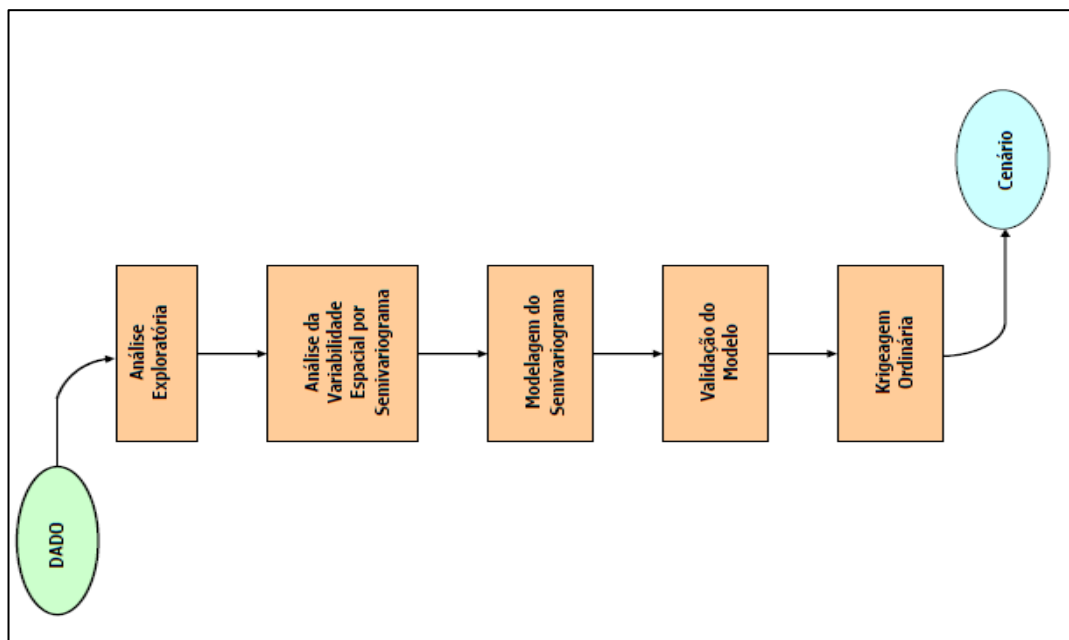 DADO
Análise
Exploratória
Análise da
Variabilidade
Espacial por
Semivariograma
Modelagem do
Semivariograma
Validação do
Modelo
Krigeagem
Ordinária
Cenário